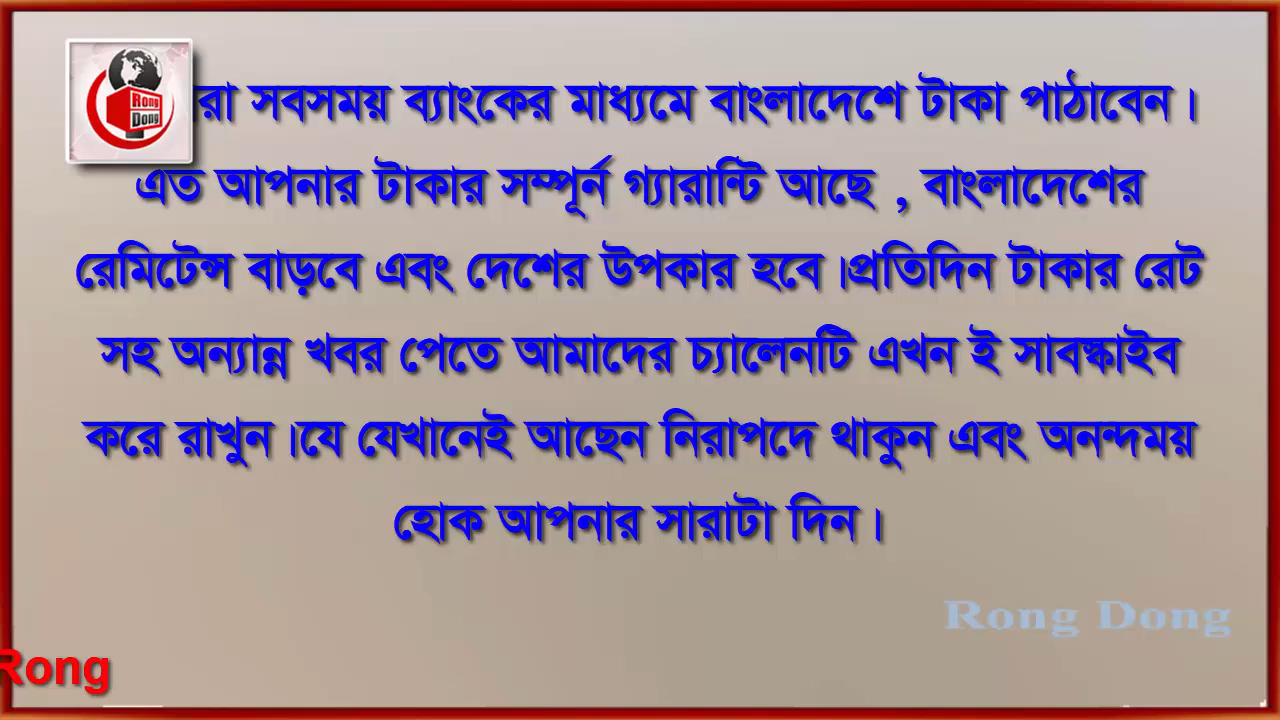 Rong
Dong
রা সবসময় ব্যাংকের মাধ্যমে বাংলাদেশে টাকা পাঠাবেন।
এত আপনার টাকার সম্পূর্ন গ্যারান্টি আছে , বাংলাদেশের
রেমিটেন্স বাড়বে এবং দেশের উপকার হবে।প্রতিদিন টাকার রেট
সহ অন্যান্ন খবর পেতে আমাদের চ্যালেনটি এখন ই সাবস্কাইব
করে রাখুন।যে যেখানেই আছেন নিরাপদে থাকুন এবং অনন্দময়
হোক আপনার সারাটা দিন।
Rong Dong
Rong